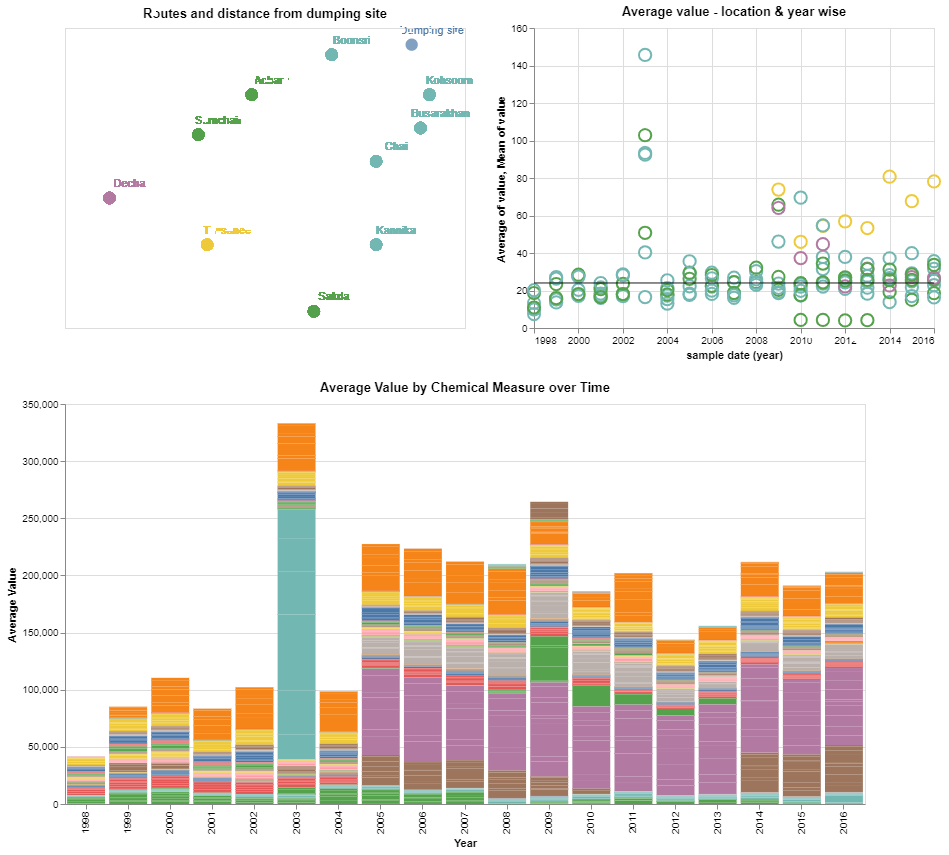 Routes and distance from dumping site
Boonsri
Dumping site
Achara
Kohsoom
Somchair
Busarakhan
Chai
Decha
Kannika
Sakda
Average value - location & year wise
Average of value, Mean of value
160
140
120
100
80
60
40
20
0
1998 2000 2002 2004 2006 2008 2010 2012 2014 2016
sample date (year)
Average Value by Chemical Measure over Time
Average Value
350,000
300,000
250,000
200,000
150,000
100,000
50,000
0
1998 1999 2000 2001 2002 2003 2004 2005 2006 2007 2008 2009 2010 2011 2012 2013 2014 2015 2016
Year